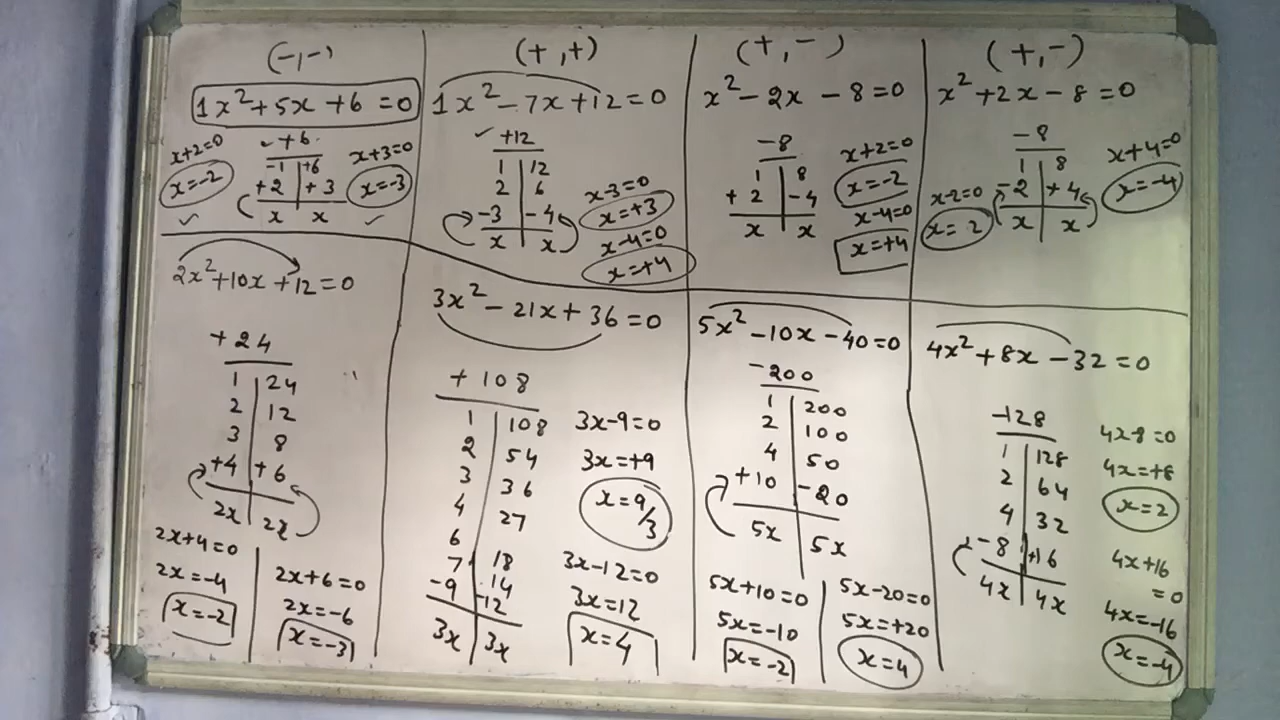 (-,-)
1x² + 5x + 6 = 0
+6
-1 | +6
+2 | +3
x | x
x+2=0
x=-2
x+3=0
x=-3
(+,+)
1x² - 7x + 12 = 0
+12
1 | 12
2 | 6
-3 | -4
x | x
x-3=0
x=+3
x-4=0
x=+4
(+,-)
x² - 2x - 8 = 0
-8
1 | 8
+2 | -4
x | x
x+2=0
x=-2
x-4=0
x=+4
(+,-)
x² + 2x - 8 = 0
-8
1 | 8
-2 | +4
x | x
x-2=0
x=2
x+4=0
x=-4
2x² + 10x + 12 = 0
+24
1 | 24
2 | 12
3 | 8
+4 | +6
2x | 2x
2x+4=0
2x=-4
x=-2
2x+6=0
2x=-6
x=-3
3x² - 21x + 36 = 0
+108
1 | 108
2 | 54
3 | 36
4 | 27
6
7 | 18
-9 | 14
-12
3x | 3x
3x-9=0
3x=+9
x=9/3
3x-12=0
3x=12
x=4
5x² - 10x - 40 = 0
-200
1 | 200
2 | 100
4 | 50
+10 | -20
5x | 5x
5x+10=0
5x=-10
x=-2
5x-20=0
5x=+20
x=4
4x² + 8x - 32 = 0
-128
1 | 128
2 | 64
4 | 32
-8 | +16
4x | 4x
4x-8=0
4x=+8
x=2
4x+16
=0
4x=-16
x=-4